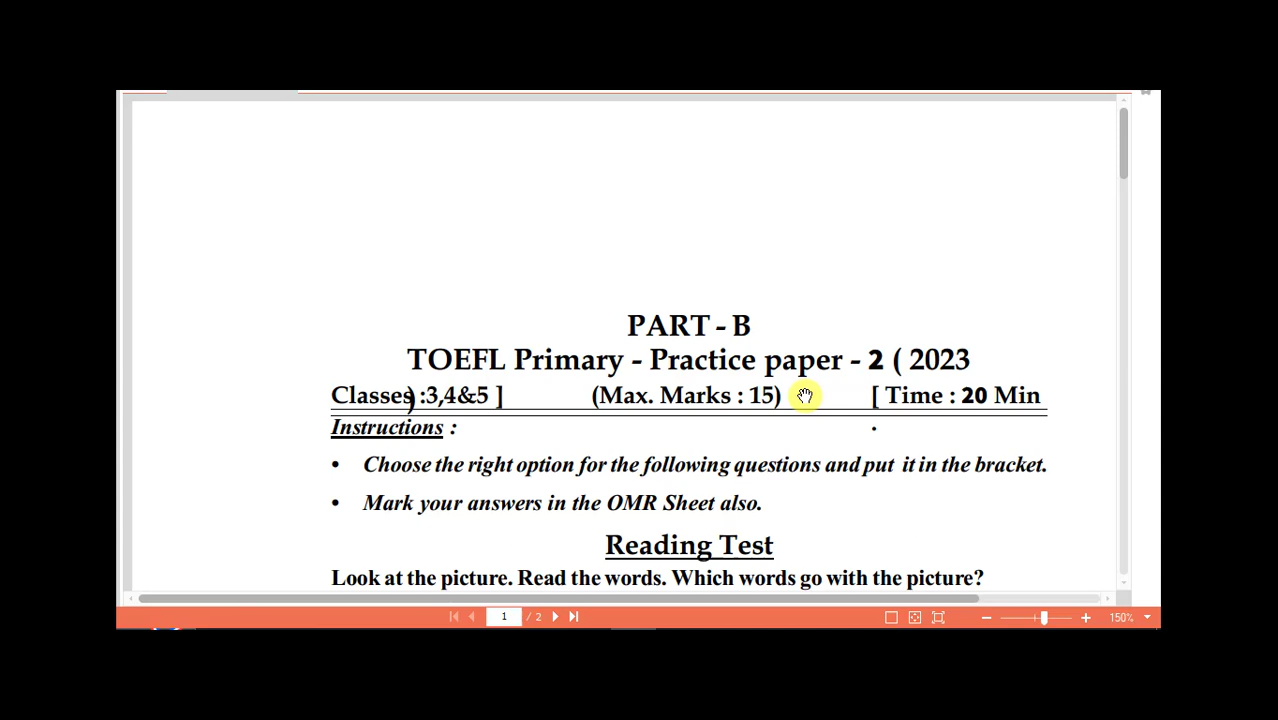 PART - B
TOEFL Primary - Practice paper - 2 ( 2023
)
Classes :3,4&5 ] (Max. Marks : 15) [ Time : 20 Min
.
Instructions :
• Choose the right option for the following questions and put it in the bracket.
• Mark your answers in the OMR Sheet also.
Reading Test
Look at the picture. Read the words. Which words go with the picture?
1 / 2 150%